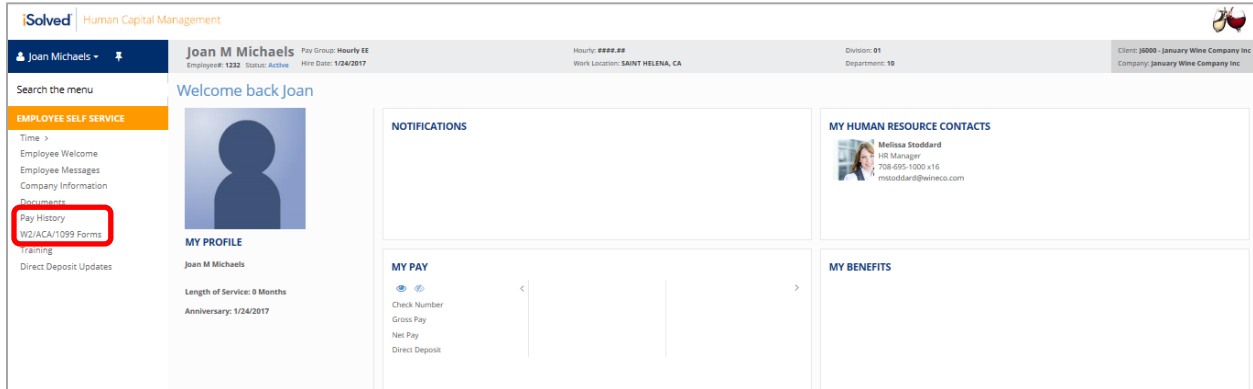 iSolved Human Capital Management
Joan Michaels
Joan M Michaels Pay Group: Hourly EE Hourly: ####.## Division: 01 Client: J6000 - January Wine Company Inc
Employee#: 1232 Status: Active Hire Date: 1/24/2017 Work Location: SAINT HELENA, CA Department: 10 Company: January Wine Company Inc
Search the menu
Welcome back Joan
EMPLOYEE SELF SERVICE
Time >
Employee Welcome
Employee Messages
Company Information
Documents
Pay History
W2/ACA/1099 Forms
Training
Direct Deposit Updates
MY PROFILE
Joan M Michaels
Length of Service: 0 Months
Anniversary: 1/24/2017
NOTIFICATIONS
MY HUMAN RESOURCE CONTACTS
Melissa Stoddard
HR Manager
708-695-1000 x16
mstoddard@wineco.com
MY PAY
< >
Check Number
Gross Pay
Net Pay
Direct Deposit
MY BENEFITS